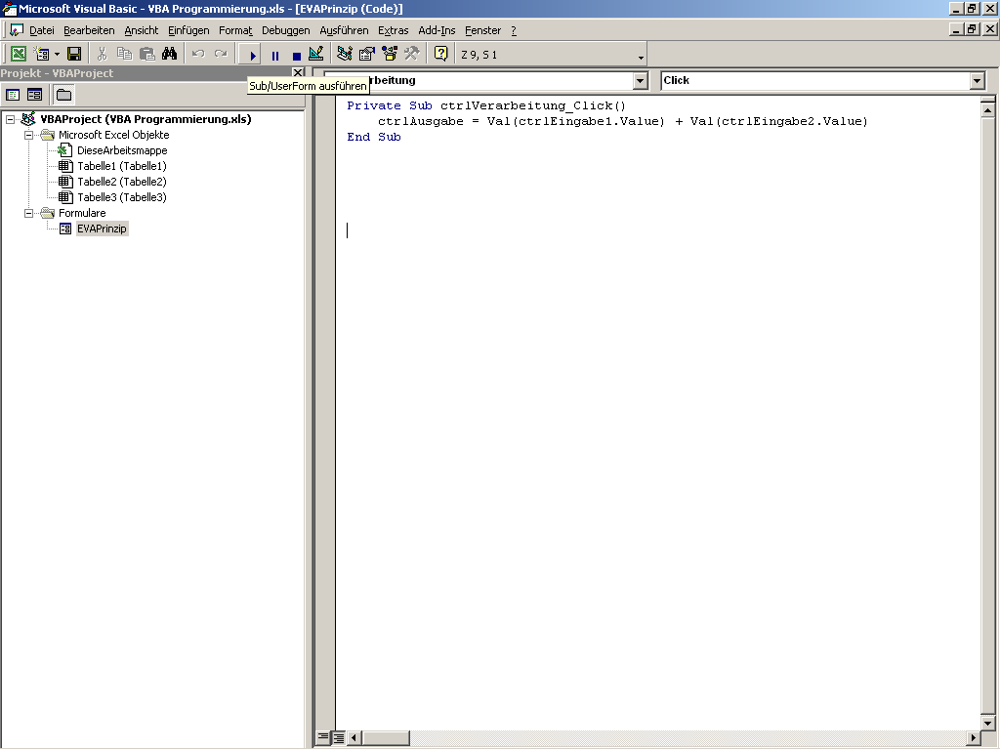 Microsoft Visual Basic - VBA Programmierung.xls - [EVAPrinzip (Code)]
Datei Bearbeiten Ansicht Einfügen Format Debuggen Ausführen Extras Add-Ins Fenster ?
Z 9, S 1
Projekt - VBAProject
Sub/UserForm ausführen
rbeitung
Click
VBAProject (VBA Programmierung.xls)
Microsoft Excel Objekte
DieseArbeitsmappe
Tabelle1 (Tabelle1)
Tabelle2 (Tabelle2)
Tabelle3 (Tabelle3)
Formulare
EVAPrinzip
Private Sub ctrlVerarbeitung_Click()
ctrlAusgabe = Val(ctrlEingabe1.Value) + Val(ctrlEingabe2.Value)
End Sub